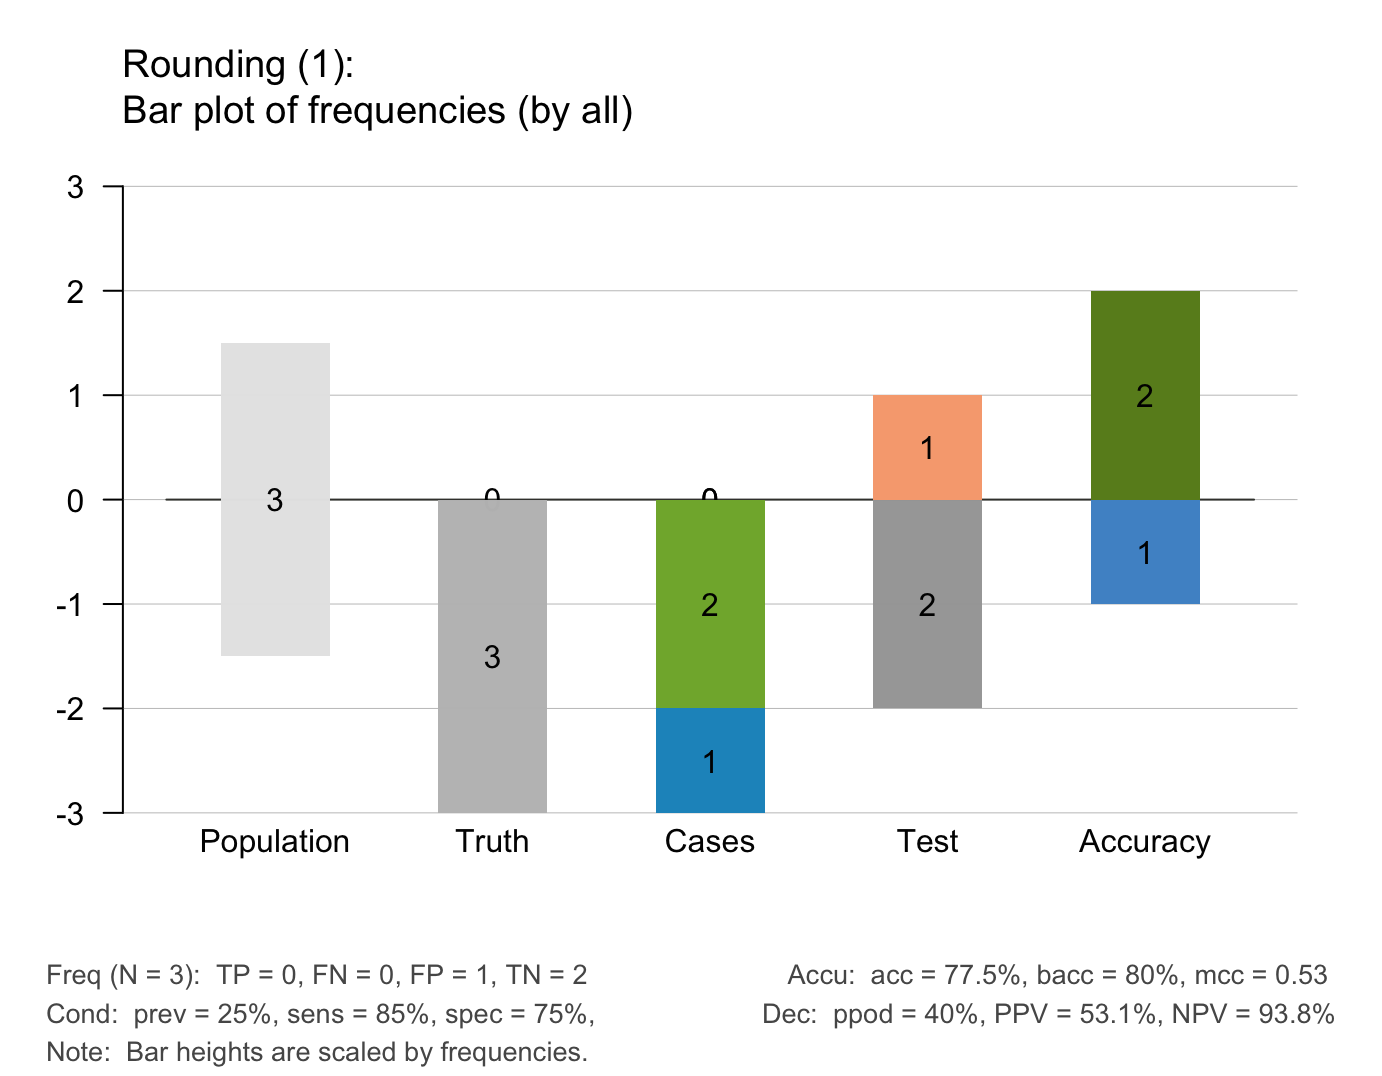 Rounding (1):
Bar plot of frequencies (by all)
3
2
1
0
-1
-2
-3
3
0
3
0
2
1
1
2
2
1
Population
Truth
Cases
Test
Accuracy
Freq (N = 3):  TP = 0, FN = 0, FP = 1, TN = 2
Cond:  prev = 25%, sens = 85%, spec = 75%,
Note:  Bar heights are scaled by frequencies.
Accu:  acc = 77.5%, bacc = 80%, mcc = 0.53
Dec:  ppod = 40%, PPV = 53.1%, NPV = 93.8%